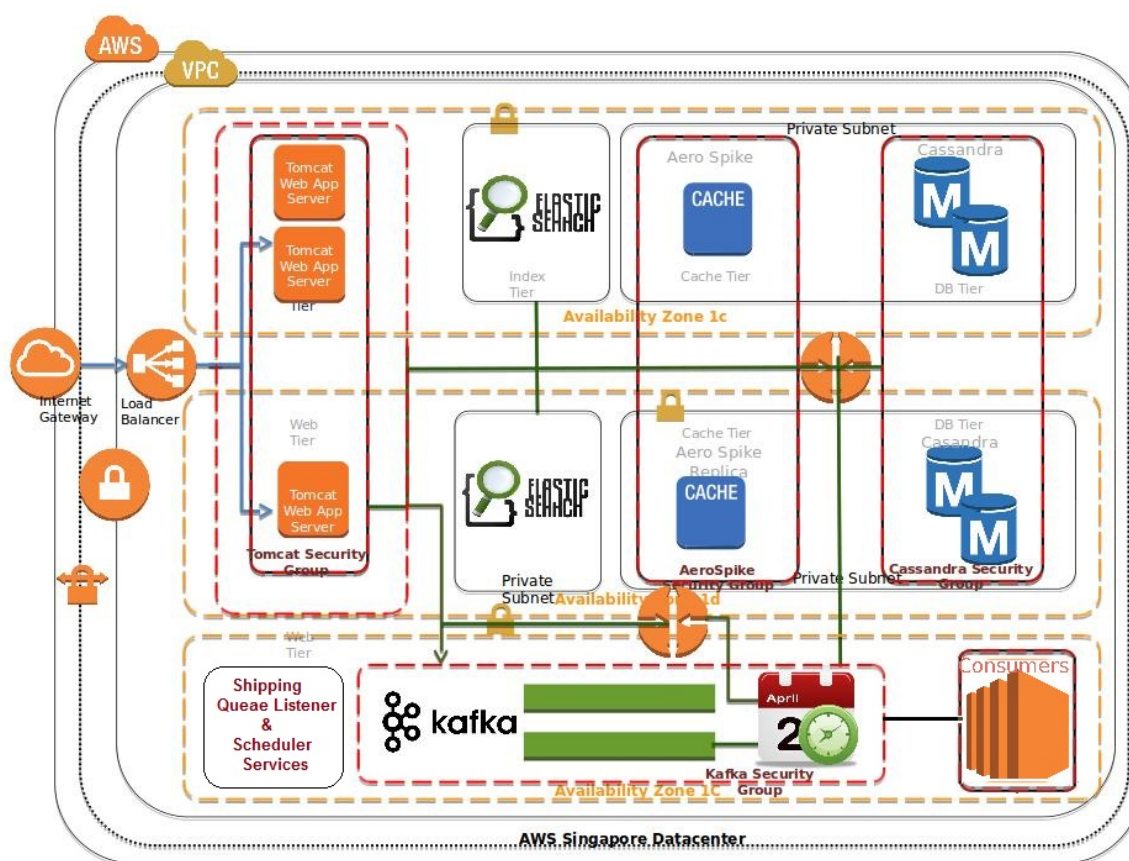 AWS
VPC
Private Subnet
Tomcat
Web App
Server
Aero Spike
Cassandra
M
M
CACHE
ELASTIC
SEARCH
Tomcat
Web App
Server
Tier
Index
Tier
Cache Tier
DB Tier
Availability Zone 1c
Internet
Gateway
Load
Balancer
Web
Tier
Cache Tier
Aero Spike
Replica
DB Tier
Casandra
M
M
CACHE
ELASTIC
SEARCH
Tomcat
Web App
Server
Tomcat Security
Group
AeroSpike
Security Group
Cassandra Security
Group
Private Subnet
Private
Subnet
Availability Zone 1d
Web
Tier
Shipping
Queae Listener
&
Scheduler
Services
kafka
April
2
Consumers
Kafka Security
Group
Availability Zone 1C
AWS Singapore Datacenter